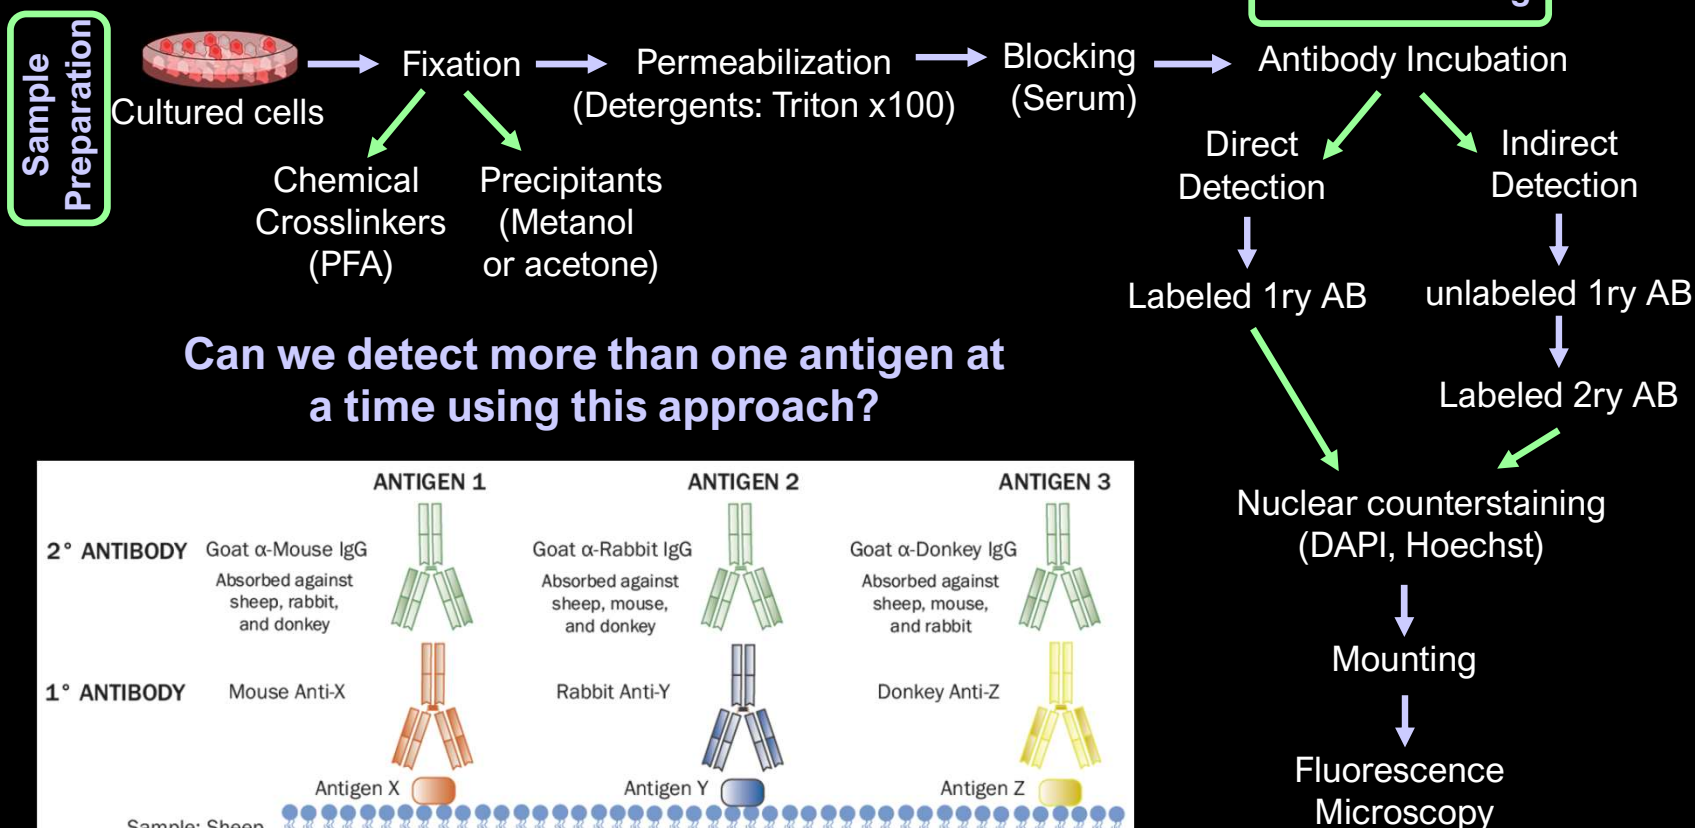 Sample
Preparation
Cultured cells
Fixation
Permeabilization
(Detergents: Triton x100)
Blocking
(Serum)
Antibody Incubation
Chemical
Crosslinkers
(PFA)
Precipitants
(Metanol
or acetone)
Direct
Detection
Indirect
Detection
Labeled 1ry AB
unlabeled 1ry AB
Labeled 2ry AB
Nuclear counterstaining
(DAPI, Hoechst)
Mounting
Fluorescence
Microscopy
Can we detect more than one antigen at
a time using this approach?
ANTIGEN 1
ANTIGEN 2
ANTIGEN 3
2° ANTIBODY
Goat α-Mouse IgG
Absorbed against
sheep, rabbit,
and donkey
Goat α-Rabbit IgG
Absorbed against
sheep, mouse,
and donkey
Goat α-Donkey IgG
Absorbed against
sheep, mouse,
and rabbit
1° ANTIBODY
Mouse Anti-X
Rabbit Anti-Y
Donkey Anti-Z
Antigen X
Antigen Y
Antigen Z
Sample: Sheep